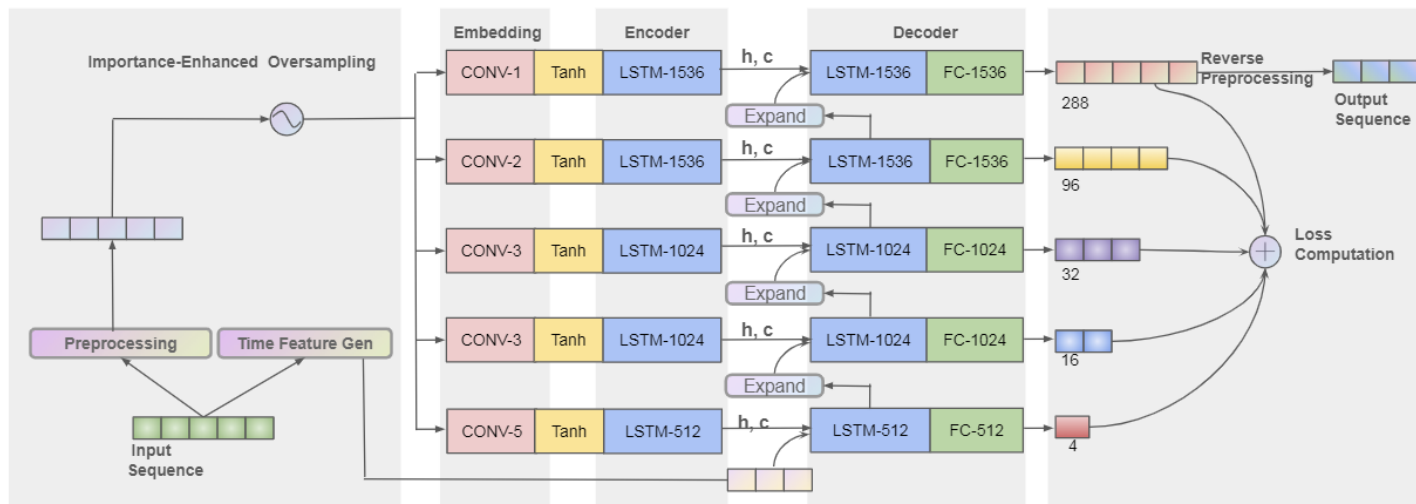 Embedding
Encoder
Decoder
Importance-Enhanced Oversampling
CONV-1
Tanh
LSTM-1536
h, c
LSTM-1536
FC-1536
288
Reverse
Preprocessing
Output
Sequence
Expand
CONV-2
Tanh
LSTM-1536
h, c
LSTM-1536
FC-1536
96
Expand
CONV-3
Tanh
LSTM-1024
h, c
LSTM-1024
FC-1024
32
Loss
Computation
Expand
Preprocessing
Time Feature Gen
CONV-3
Tanh
LSTM-1024
h, c
LSTM-1024
FC-1024
16
Expand
CONV-5
Tanh
LSTM-512
h, c
LSTM-512
FC-512
4
Input
Sequence